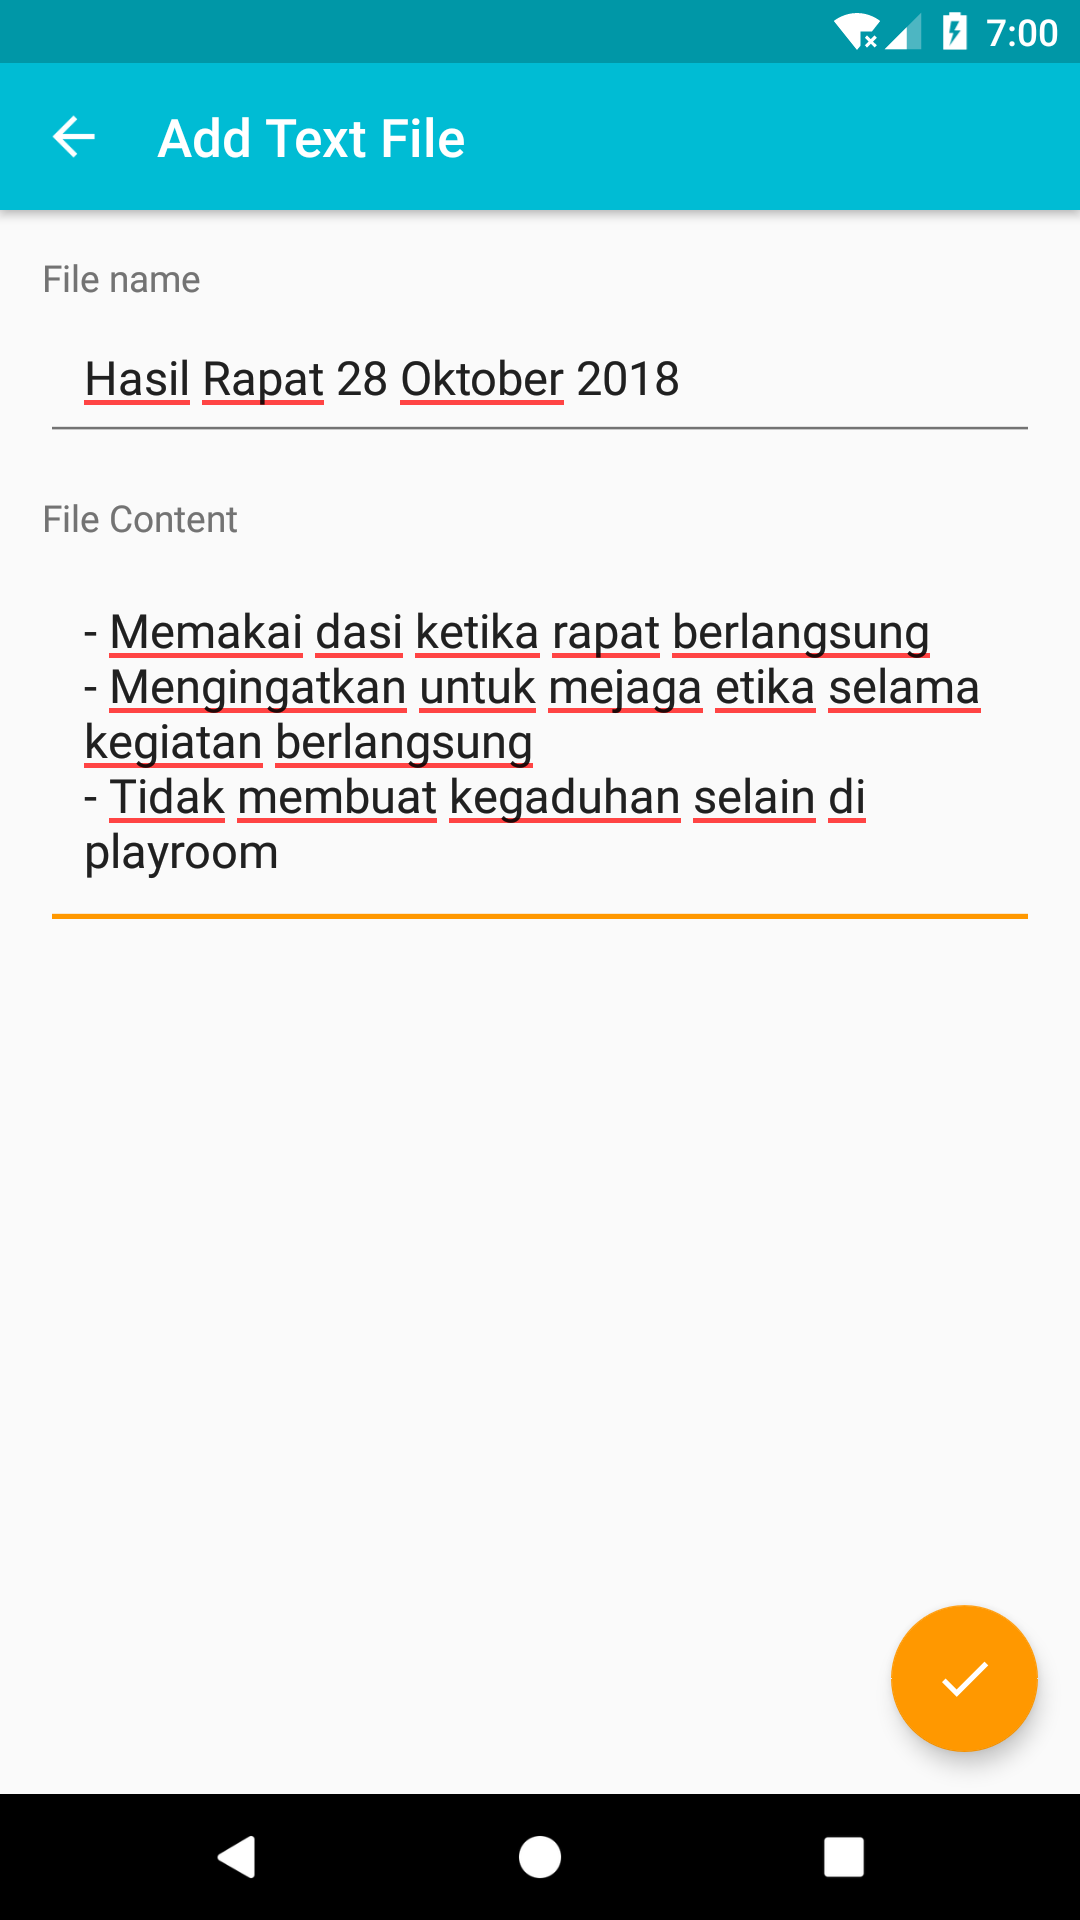 7:00
Add Text File
File name
Hasil Rapat 28 Oktober 2018
File Content
- Memakai dasi ketika rapat berlangsung
- Mengingatkan untuk mejaga etika selama
kegiatan berlangsung
- Tidak membuat kegaduhan selain di
playroom